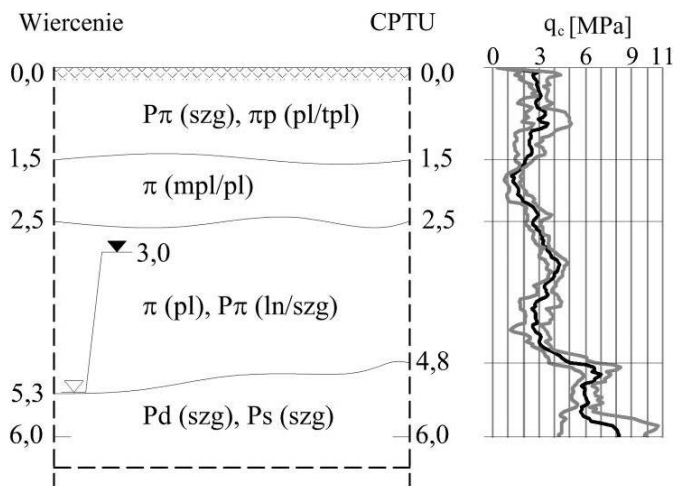 Wiercenie CPTU q_c [MPa]
0 3 6 9 11
0,0 0,0
Pπ (szg), πp (pl/tpl)
1,5 1,5
π (mpl/pl)
2,5 2,5
3,0
π (pl), Pπ (ln/szg)
4,8
5,3
Pd (szg), Ps (szg)
6,0 6,0